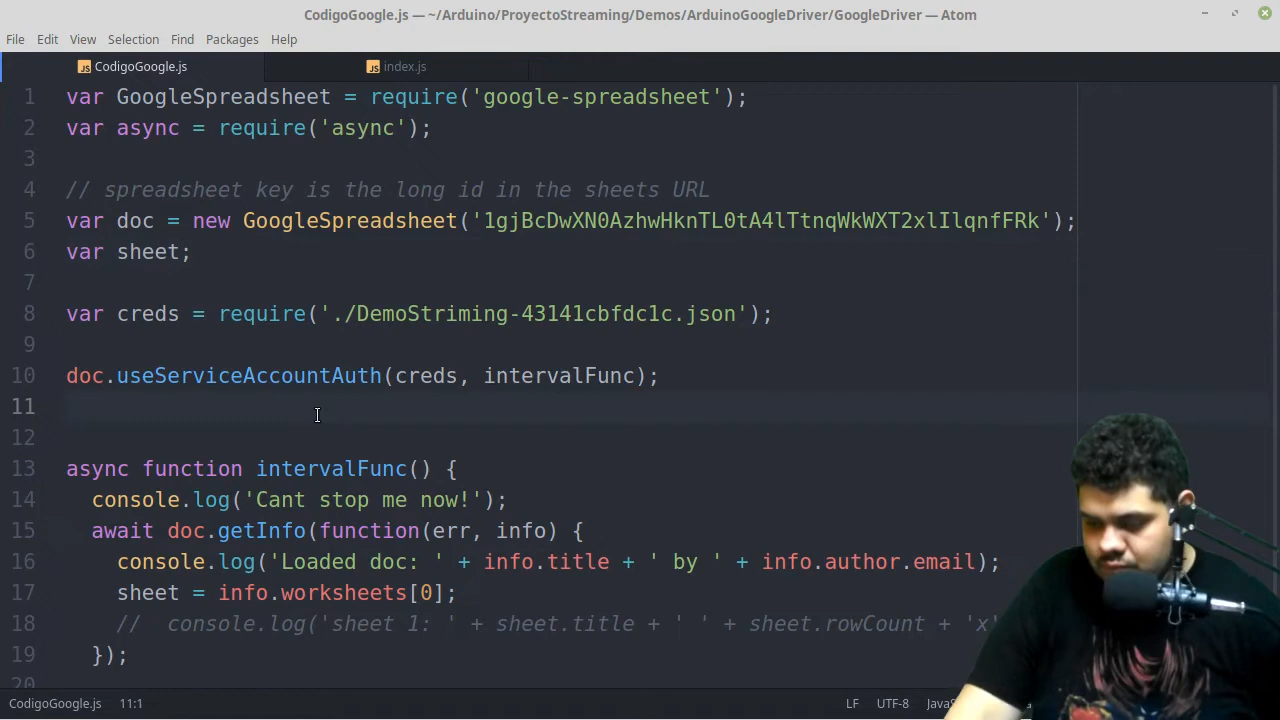 CodigoGoogle.js — ~/Arduino/ProyectoStreaming/Demos/ArduinoGoogleDriver/GoogleDriver — Atom
File Edit View Selection Find Packages Help
JS CodigoGoogle.js JS index.js
1 var GoogleSpreadsheet = require('google-spreadsheet');
2 var async = require('async');
3
4 // spreadsheet key is the long id in the sheets URL
5 var doc = new GoogleSpreadsheet('1gjBcDwXN0AzhwHknTL0tA4lTtnqWkWXT2xlIlqnfFRk');
6 var sheet;
7
8 var creds = require('./DemoStriming-43141cbfdc1c.json');
9
10 doc.useServiceAccountAuth(creds, intervalFunc);
11
12
13 async function intervalFunc() {
14 console.log('Cant stop me now!');
15 await doc.getInfo(function(err, info) {
16 console.log('Loaded doc: ' + info.title + ' by ' + info.author.email);
17 sheet = info.worksheets[0];
18 // console.log('sheet 1: ' + sheet.title + ' ' + sheet.rowCount + 'x'
19 });
20
CodigoGoogle.js 11:1 LF UTF-8